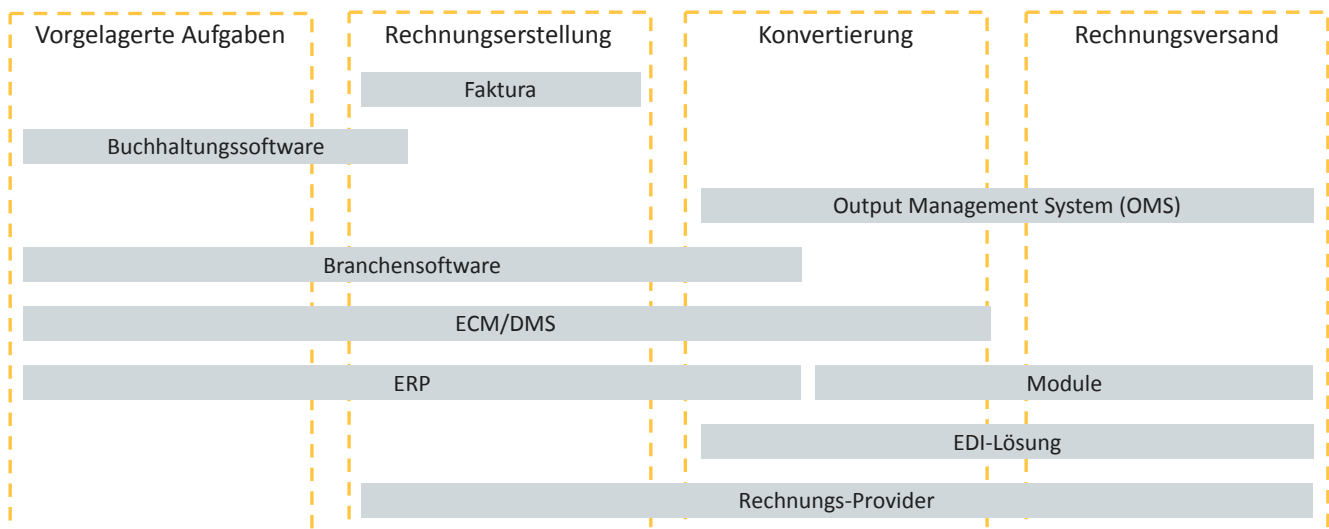 Vorgelagerte Aufgaben
Rechnungserstellung
Konvertierung
Rechnungsversand
Faktura
Buchhaltungssoftware
Output Management System (OMS)
Branchensoftware
ECM/DMS
ERP
Module
EDI-Lösung
Rechnungs-Provider